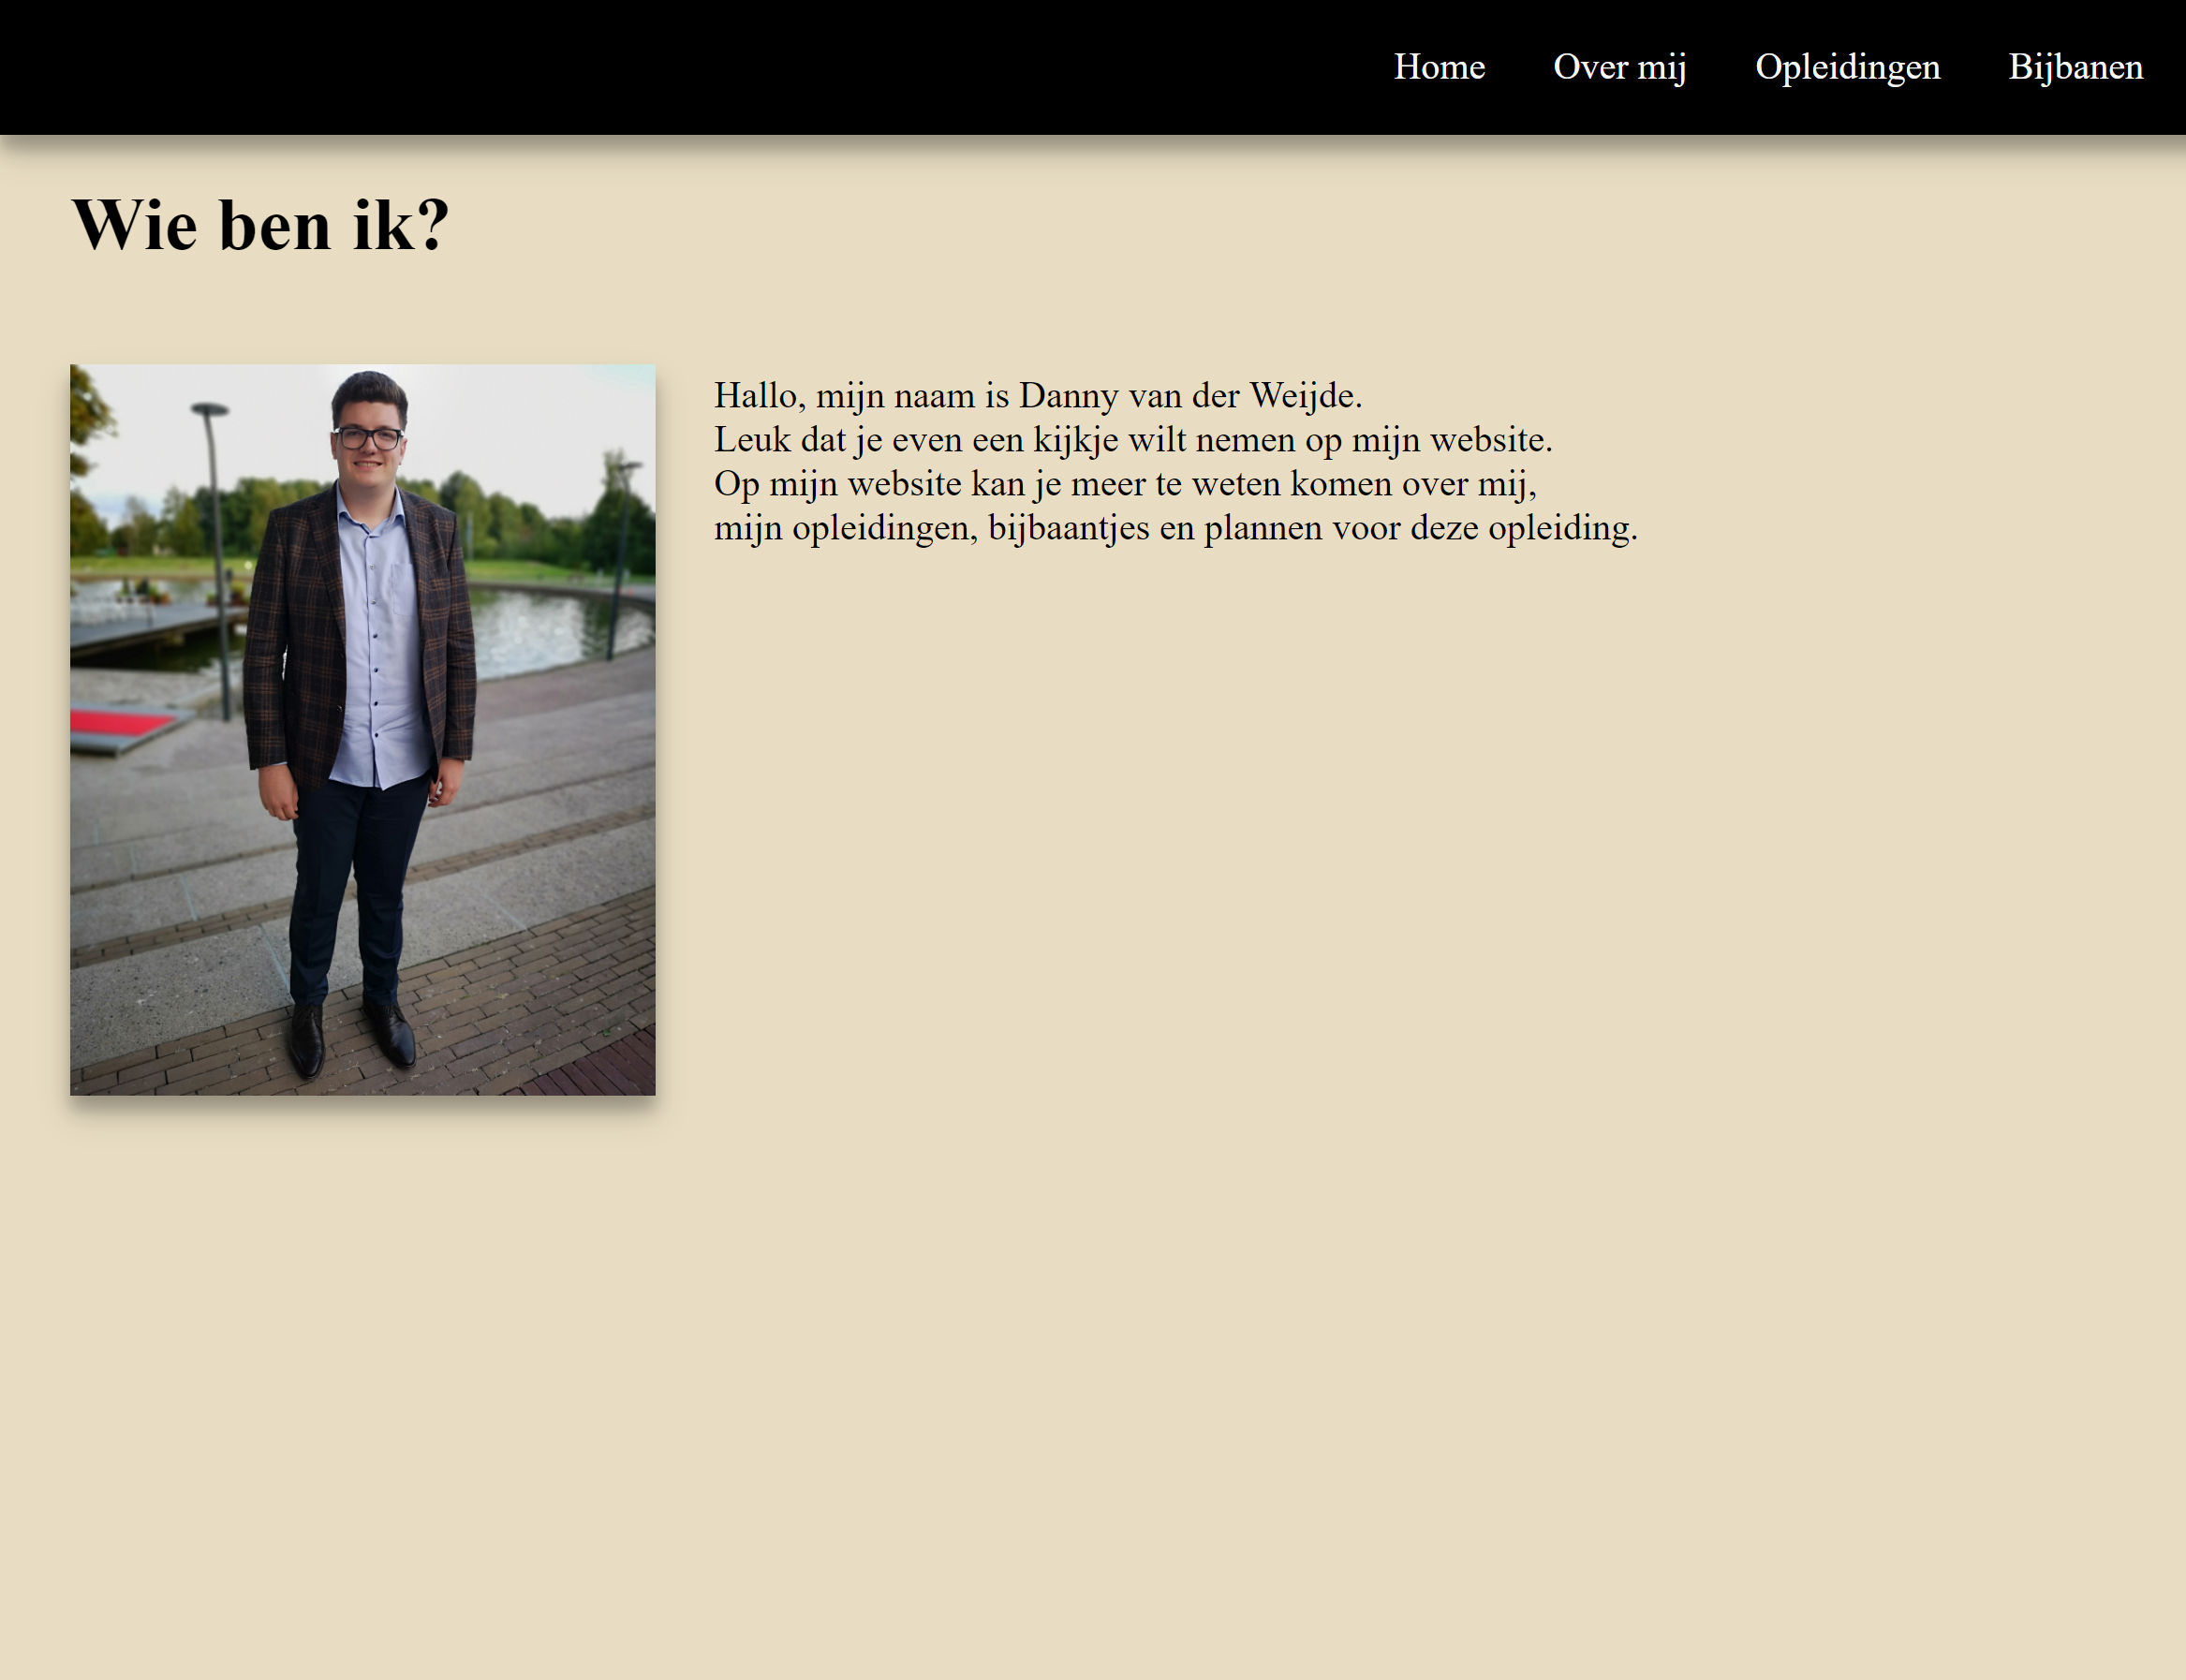 Home Over mij Opleidingen Bijbanen
Wie ben ik?
Hallo, mijn naam is Danny van der Weijde.
Leuk dat je even een kijkje wilt nemen op mijn website.
Op mijn website kan je meer te weten komen over mij,
mijn opleidingen, bijbaantjes en plannen voor deze opleiding.